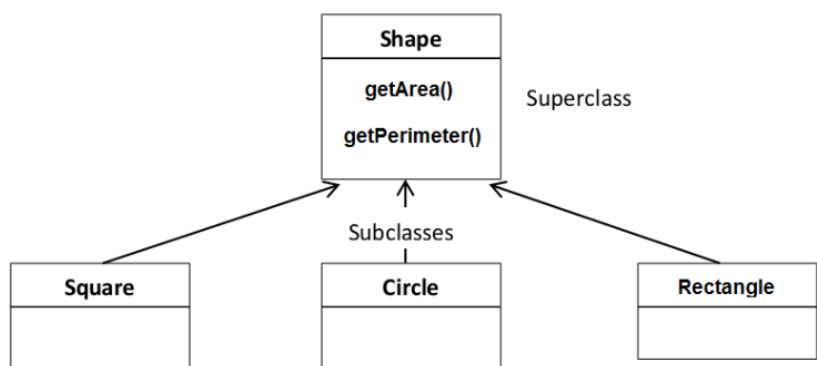 Shape
getArea()
getPerimeter()
Superclass
Subclasses
Square
Circle
Rectangle